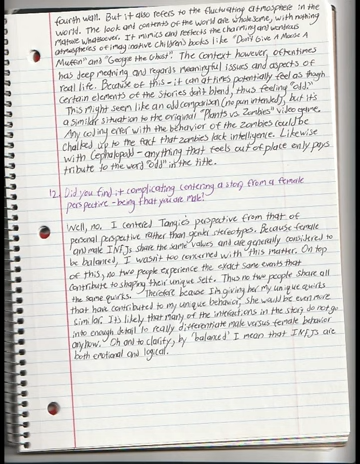 fourth wall. But it also refers to the fluctuating atmosphere in the
world. The look and contents of the world are wholesome, with nothing
mature whatsoever. It mimics and reflects the charming and wondrous
atmospheres of imaginative children's books like "Don't Give A Moose A
Muffin" and "Georgie the Ghost". The context however, oftentimes
has deep meaning and regards meaningful issues and aspects of
real life. Because of this - it can at times potentially feel as though
certain elements of the stories don't blend, thus feeling "odd."
This might seem like an odd comparison (no pun intended), but it's
a similar situation to the original "Plants vs Zombies" video game.
Any coding error with the behavior of the zombies could be
chalked up to the fact that zombies lack intelligence. Likewise
with Cephalopodd - anything that feels out of place only pays
tribute to the word "odd" in the title.
12. Did you find it complicating centering a story from a female
perspective - being that you are male?
Well, no. I centered Tangie's perspective from that of
personal perspective rather than gender stereotypes. Because female
and male INFJs share the same values and are generally considered to
be balanced, I wasn't too concerned with this matter. On top
of this, no two people experience the exact same events that
contribute to shaping their unique self. Thus no two people share all
the same quirks. Therefore because I'm giving her my unique quirks
that have contributed to my unique behavior, she would be even more
similar. It's likely that many of the interactions in the story do not go
into enough detail to really differentiate male versus female behavior
anyhow. Oh and to clarify, by "balanced" I mean that INFJs are
both emotional and logical.